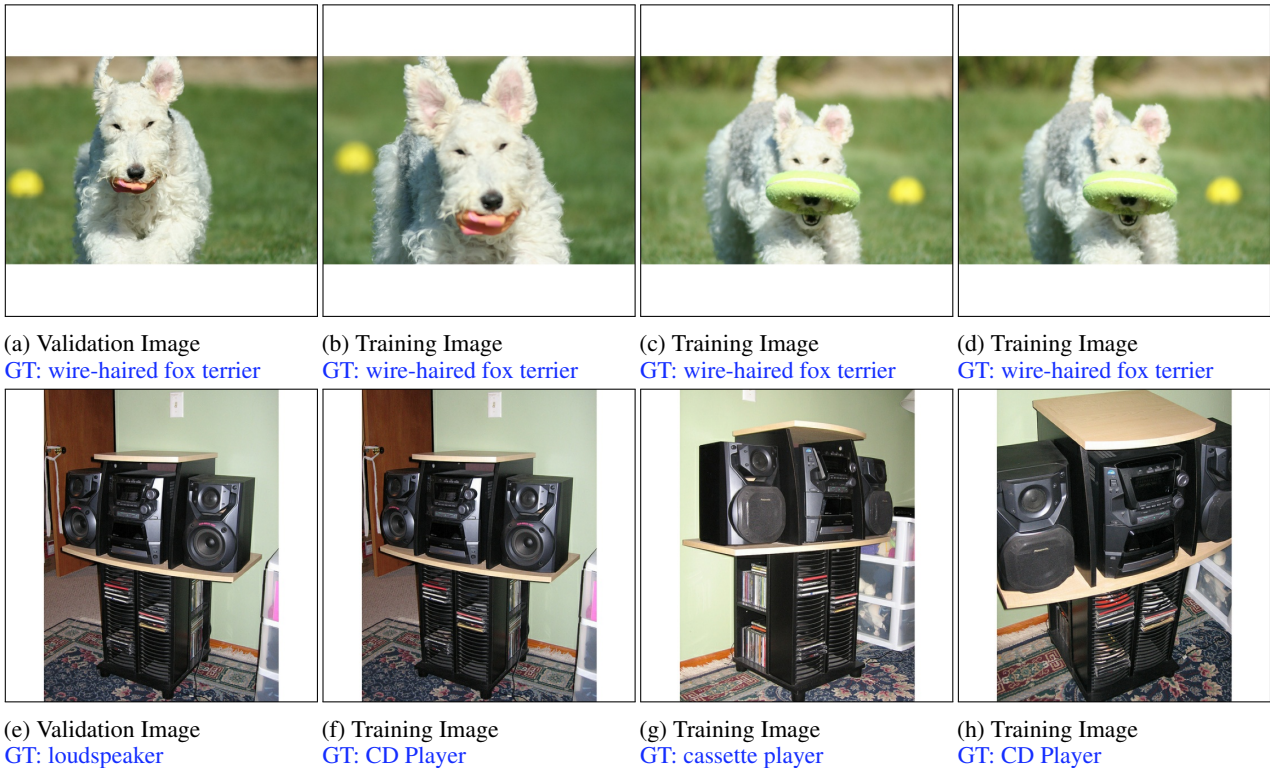 (a) Validation Image
GT: wire-haired fox terrier
(b) Training Image
GT: wire-haired fox terrier
(c) Training Image
GT: wire-haired fox terrier
(d) Training Image
GT: wire-haired fox terrier
(e) Validation Image
GT: loudspeaker
(f) Training Image
GT: CD Player
(g) Training Image
GT: cassette player
(h) Training Image
GT: CD Player